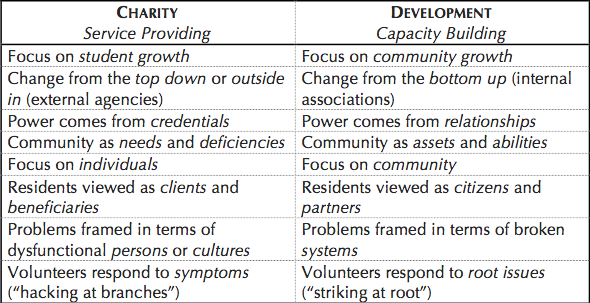 CHARITY
Service Providing
DEVELOPMENT
Capacity Building
Focus on student growth
Focus on community growth
Change from the top down or outside
in (external agencies)
Change from the bottom up (internal
associations)
Power comes from credentials
Power comes from relationships
Community as needs and deficiencies
Community as assets and abilities
Focus on individuals
Focus on community
Residents viewed as clients and
beneficiaries
Residents viewed as citizens and
partners
Problems framed in terms of
dysfunctional persons or cultures
Problems framed in terms of broken
systems
Volunteers respond to symptoms
(“hacking at branches”)
Volunteers respond to root issues
(“striking at root”)